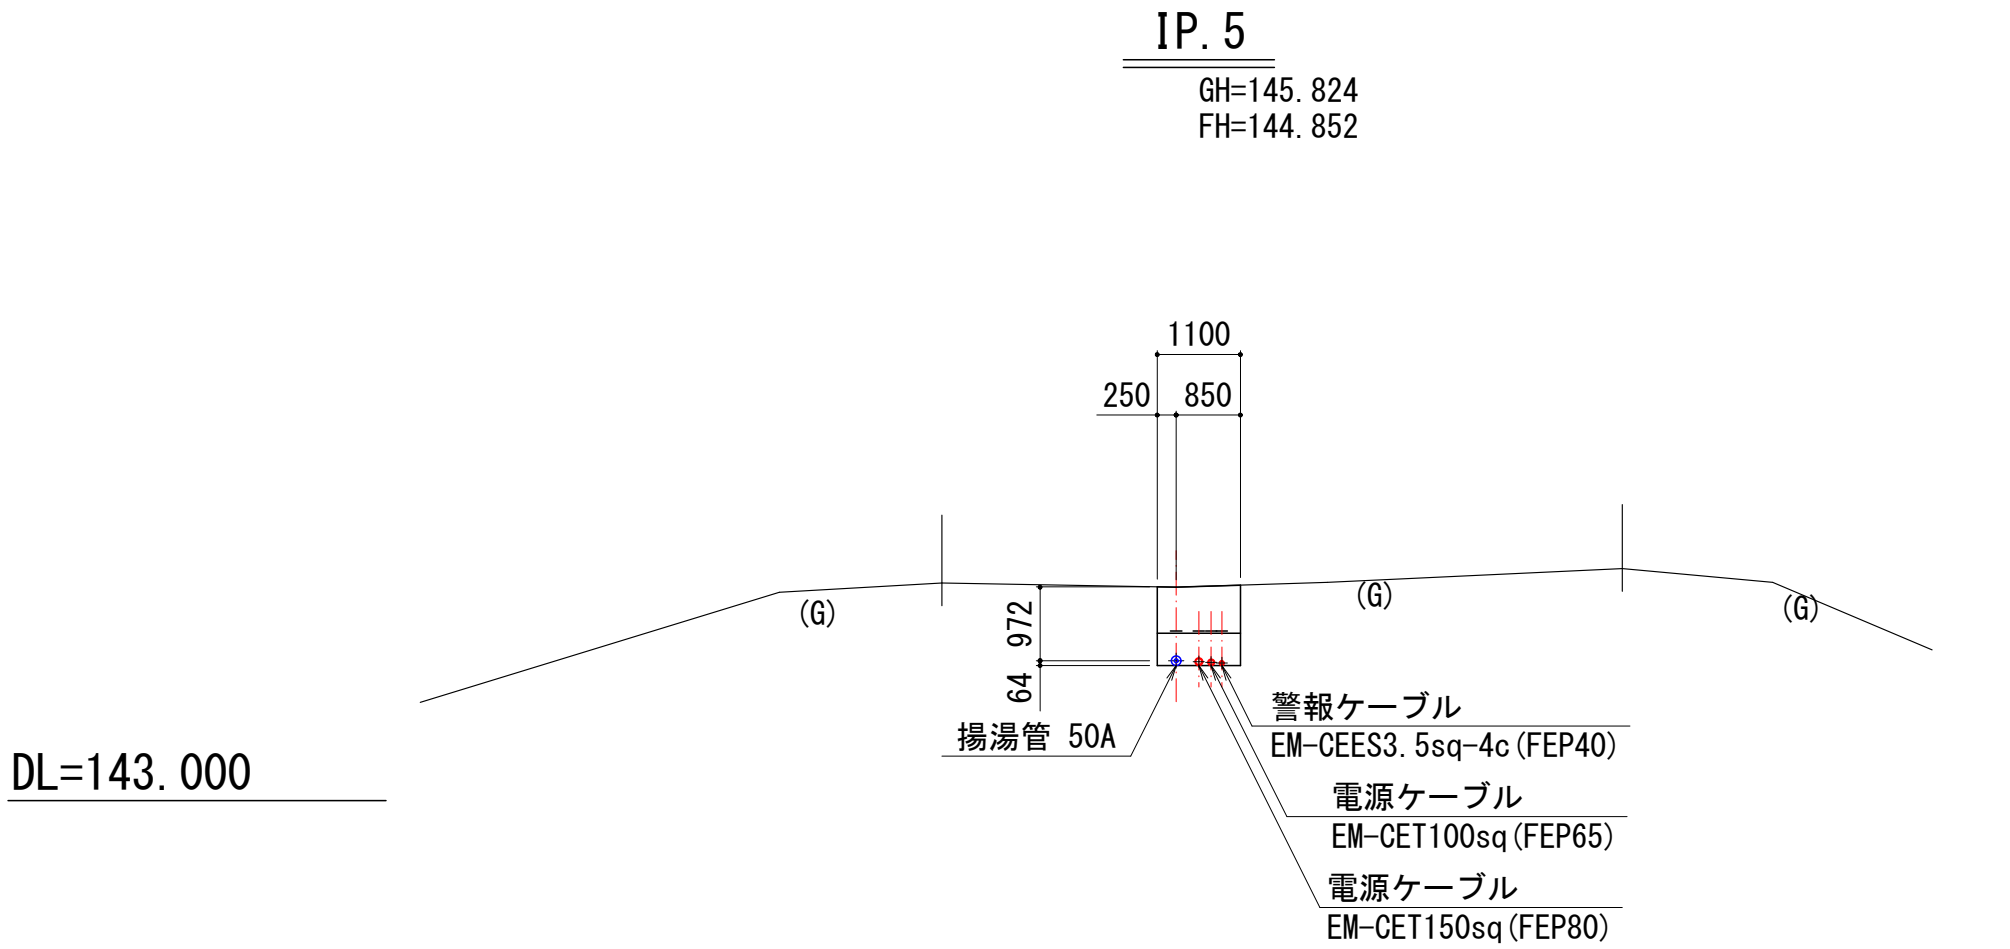 IP.5
GH=145.824
FH=144.852
1100
250
850
(G)
(G)
(G)
972
64
揚湯管 50A
警報ケーブル
EM-CEES3.5sq-4c(FEP40)
DL=143.000
電源ケーブル
EM-CET100sq(FEP65)
電源ケーブル
EM-CET150sq(FEP80)